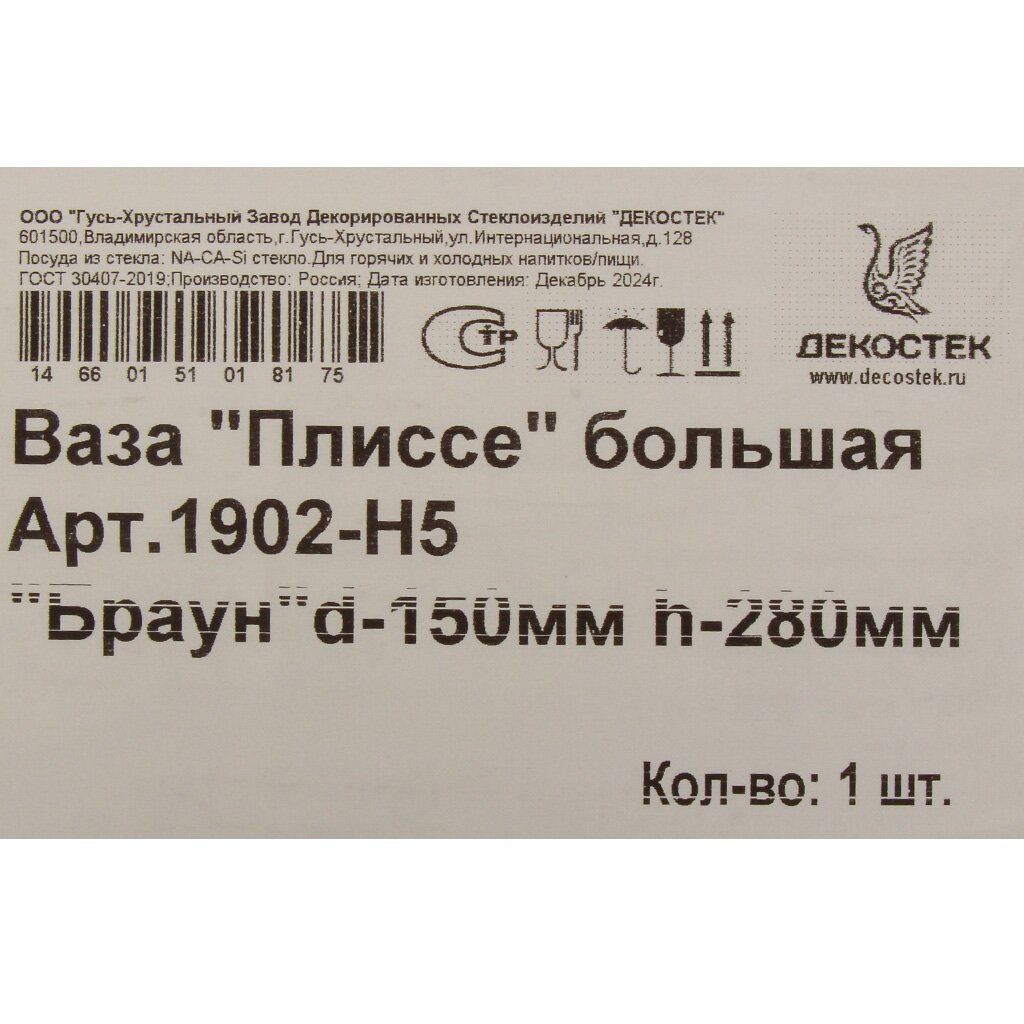 ООО "Гусь-Хрустальный Завод Декорированных Стеклоизделий "ДЕКОСТЕК"
601500,Владимирская область,г.Гусь-Хрустальный,ул.Интернациональная,д.128
Посуда из стекла: NA-CA-Si стекло.Для горячих и холодных напитков/пищи.
ГОСТ 30407-2019;Производство: Россия; Дата изготовления: Декабрь 2024г.
14 66 01 51 01 81 75
СТР
ДЕКОСТЕК
www.decostek.ru
Ваза "Плиссе" большая
Арт.1902-Н5
"Браун"d-150мм h-280мм
Кол-во: 1 шт.